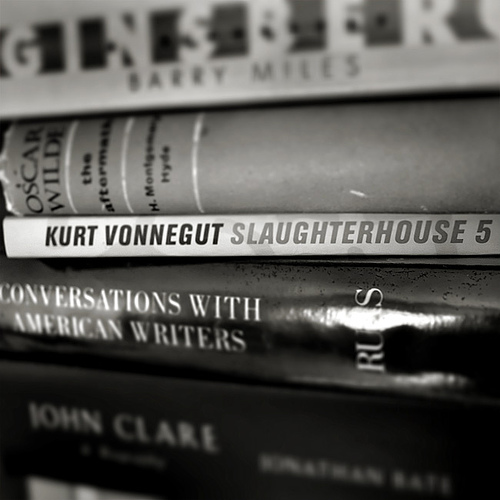 GINSBERG
BARRY MILES
OSCAR
WILDE
the
aftermath
H. Montgomery
Hyde
KURT VONNEGUT SLAUGHTERHOUSE 5
CONVERSATIONS WITH
AMERICAN WRITERS
RUAS
JOHN CLARE
A Biography
JONATHAN BATE